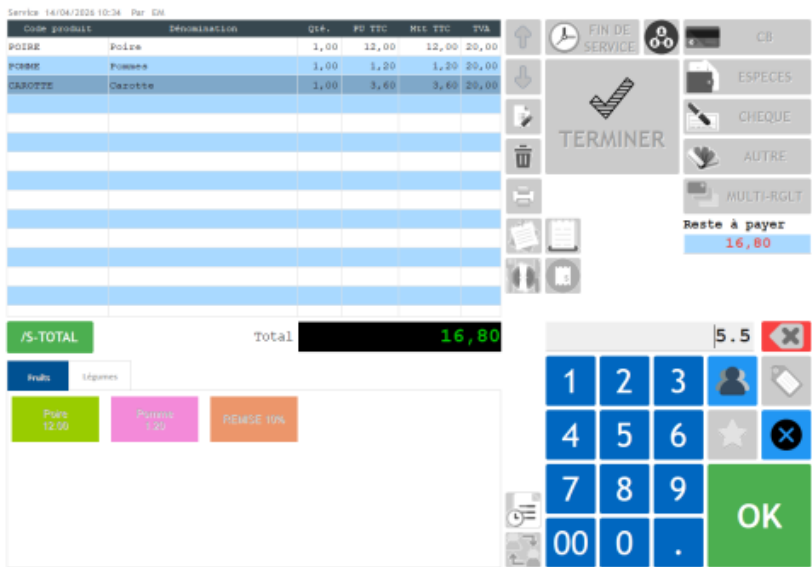 Service 14/04/2026 10:34 Par EM.
Code produit Dénomination Qté. PU TTC Mtt TTC TVA
POIRE Poire 1,00 12,00 12,00 20,00
POMME Pommes 1,00 1,20 1,20 20,00
CAROTTE Carotte 1,00 3,60 3,60 20,00
FIN DE
SERVICE
TERMINER
CB
ESPECES
CHEQUE
AUTRE
MULTI-RGLT
Reste à payer
16,80
/S-TOTAL Total 16,80
5.5
Fruits Légumes
Poire
12.00
Pomme
1.20
REMISE 10%
1 2 3
4 5 6
7 8 9
00 0 .
OK